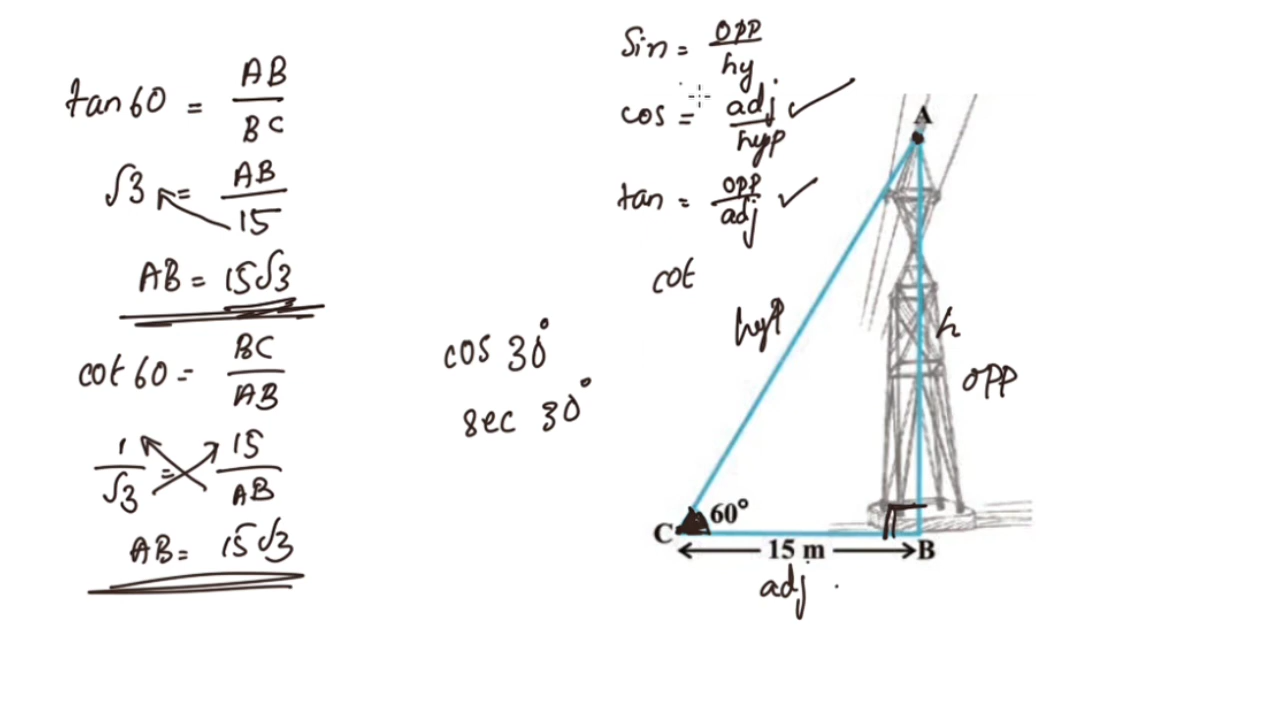 tan 60 = AB / BC
√3 = AB / 15
AB = 15√3
cot 60 = BC / AB
1 / √3 = 15 / AB
AB = 15√3
cos 30°
sec 30°
Sin = opp / hy
cos = adj / hyp
tan = opp / adj
cot
A
hyp
h
opp
60°
C
15 m
B
adj